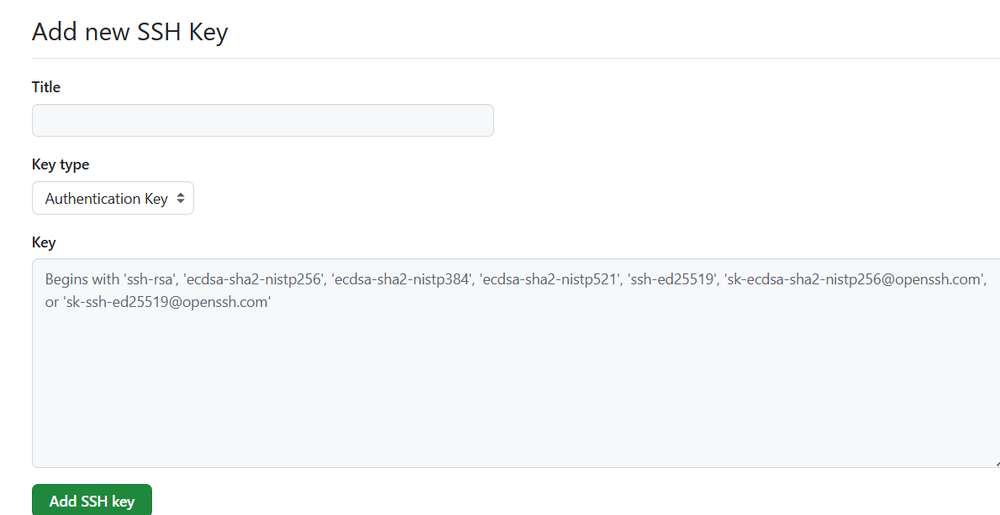 Add new SSH Key
Title
Key type
Authentication Key
Key
Begins with 'ssh-rsa', 'ecdsa-sha2-nistp256', 'ecdsa-sha2-nistp384', 'ecdsa-sha2-nistp521', 'ssh-ed25519', 'sk-ecdsa-sha2-nistp256@openssh.com',
or 'sk-ssh-ed25519@openssh.com'
Add SSH key